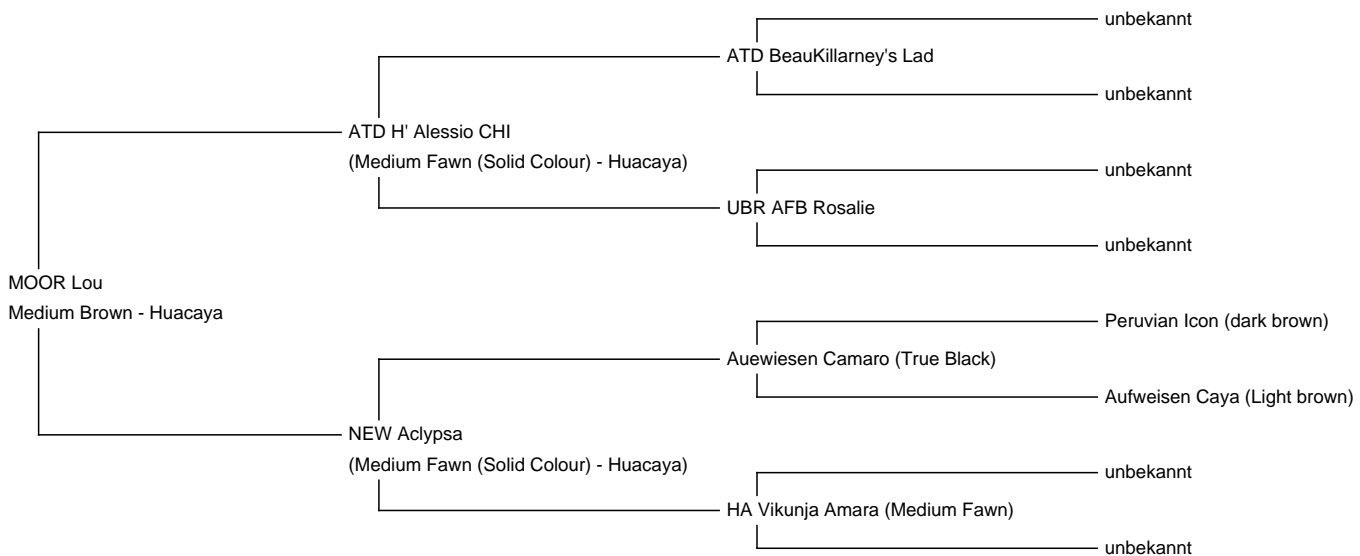 unbekannt
ATD BeauKillarney's Lad
unbekannt
ATD H' Alessio CHI
(Medium Fawn (Solid Colour) - Huacaya)
unbekannt
UBR AFB Rosalie
unbekannt
MOOR Lou
Medium Brown - Huacaya
Peruvian Icon (dark brown)
Auewiesen Camaro (True Black)
Aufweisen Caya (Light brown)
NEW Aclypsa
(Medium Fawn (Solid Colour) - Huacaya)
unbekannt
HA Vikunja Amara (Medium Fawn)
unbekannt